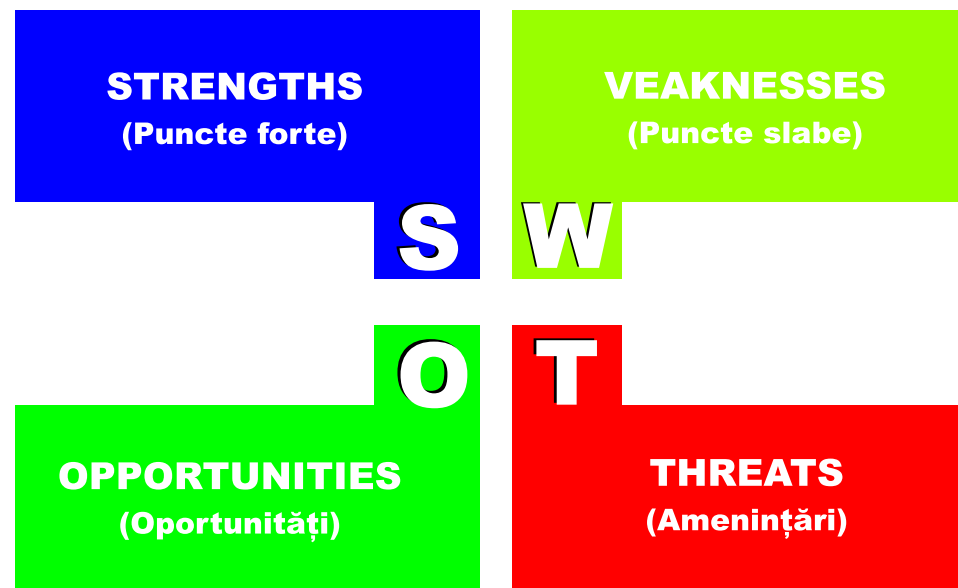 STRENGTHS
(Puncte forte)
VEAKNESSES
(Puncte slabe)
S
W
O
T
OPPORTUNITIES
(Oportunități)
THREATS
(Amenințări)